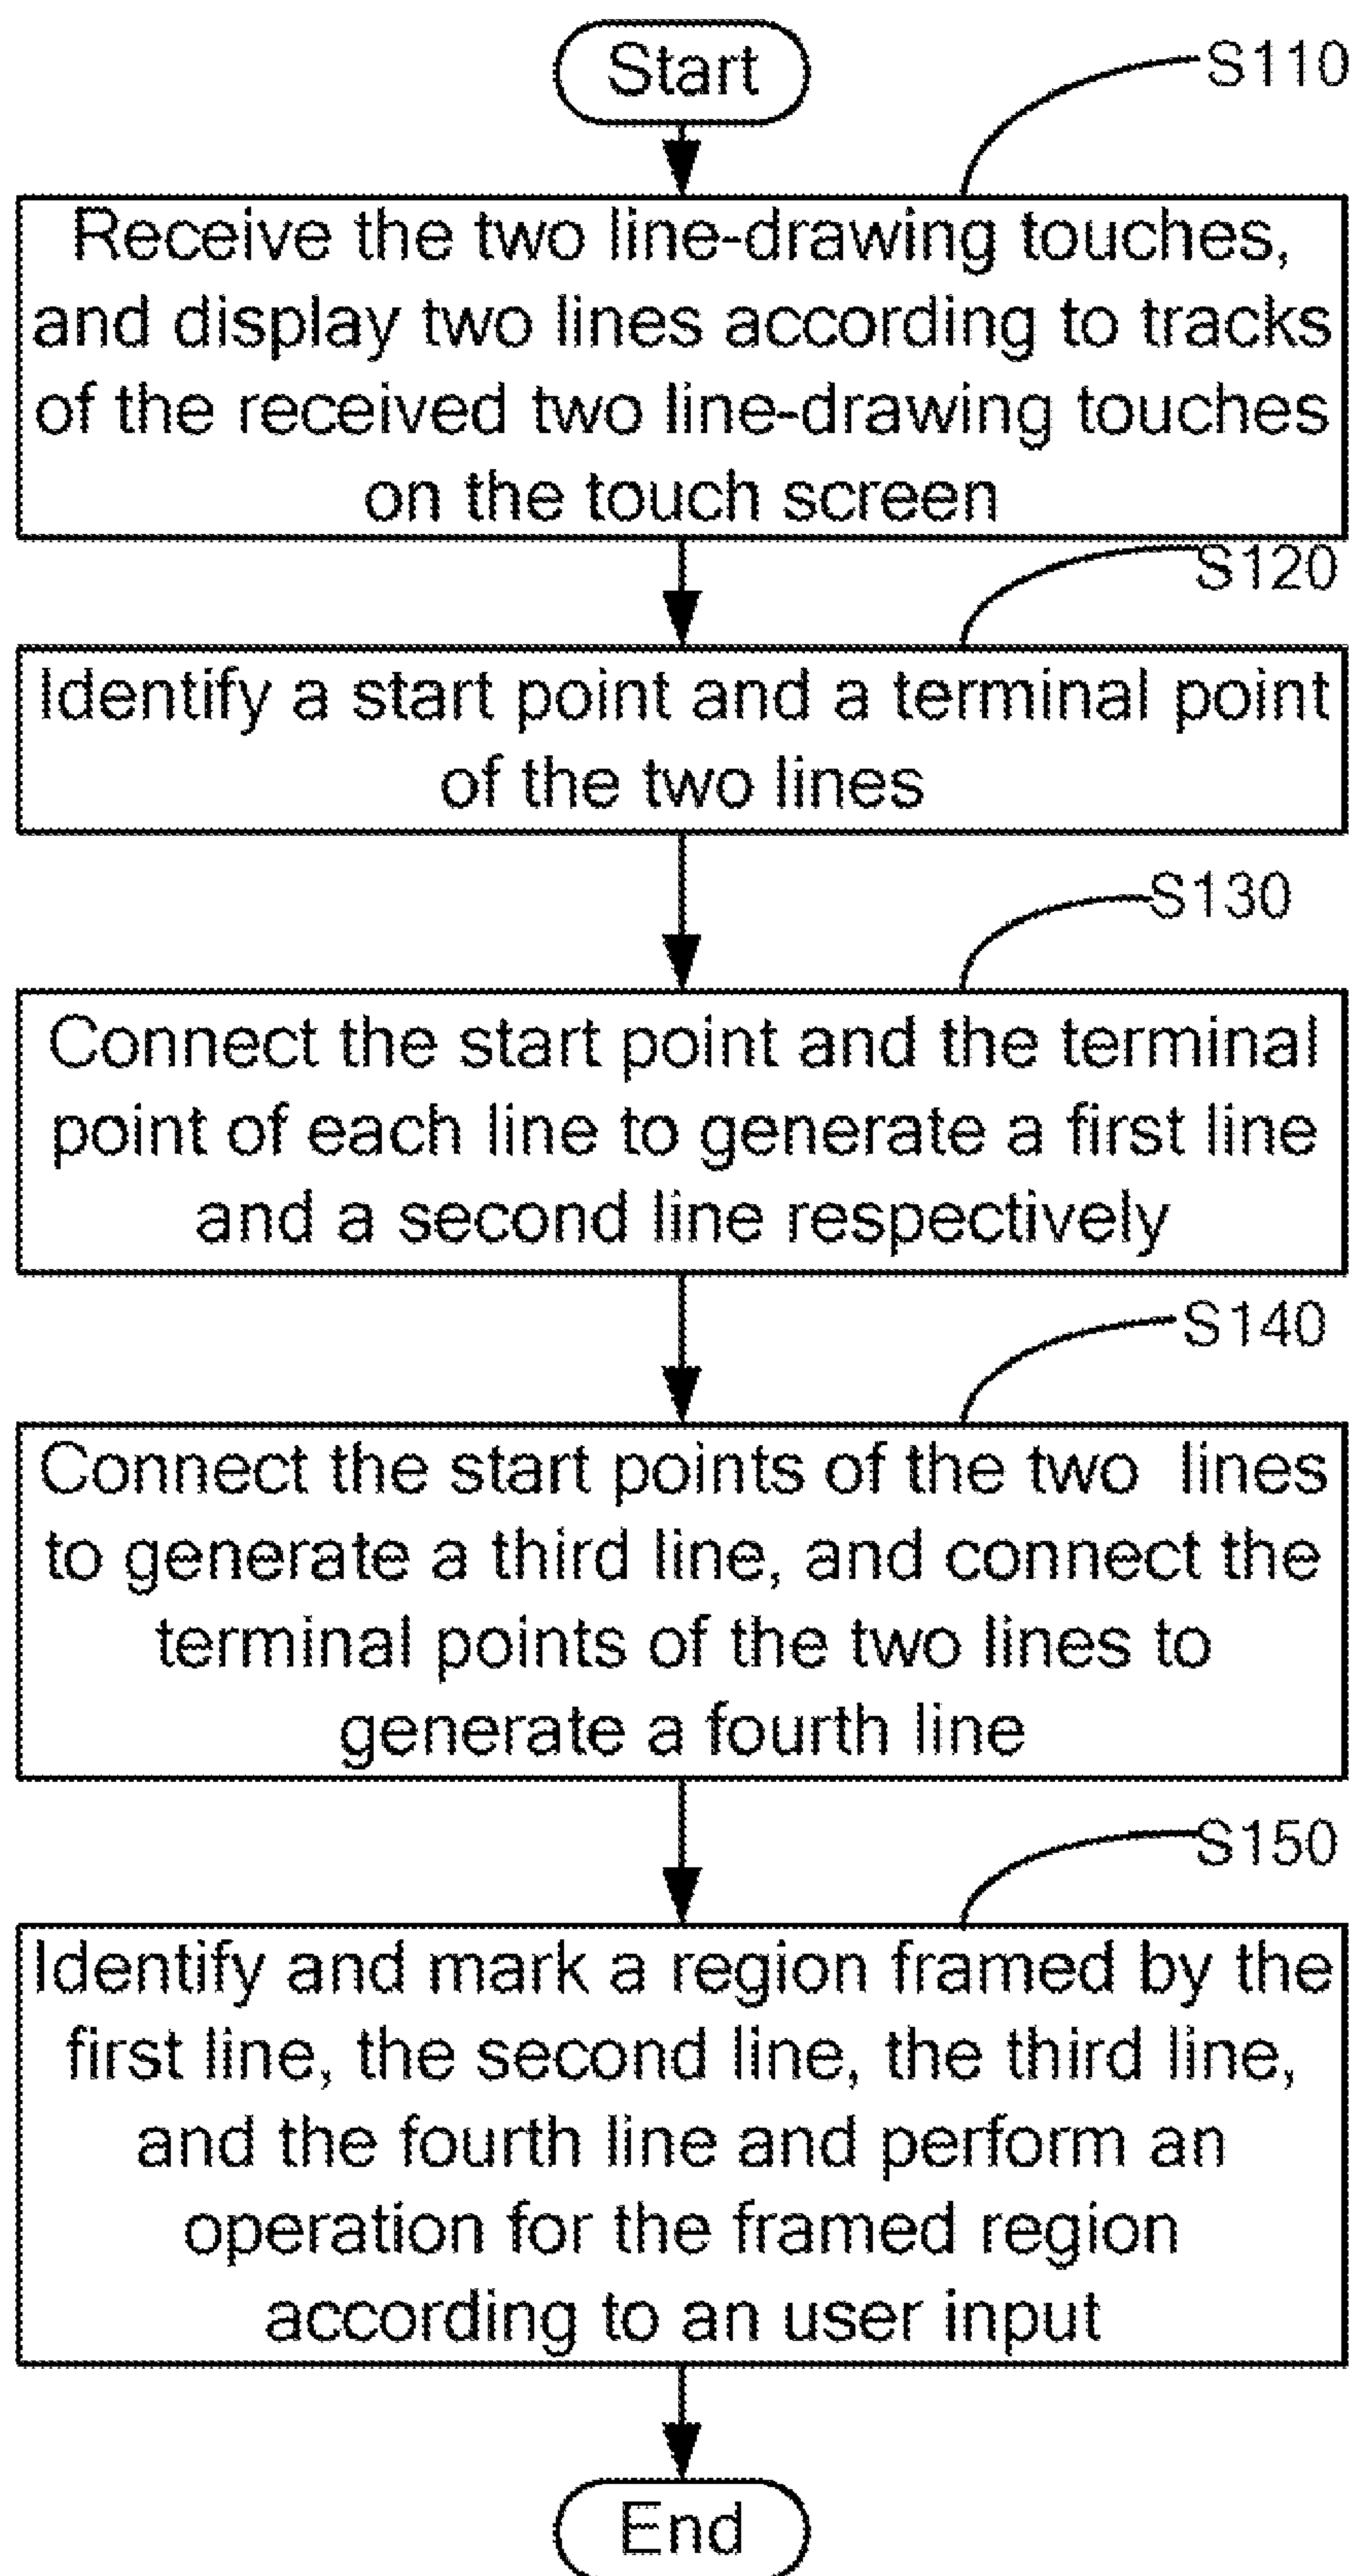 Start
S110
Receive the two line-drawing touches,
and display two lines according to tracks
of the received two line-drawing touches
on the touch screen
S120
Identify a start point and a terminal point
of the two lines
S130
Connect the start point and the terminal
point of each line to generate a first line
and a second line respectively
S140
Connect the start points of the two lines
to generate a third line, and connect the
terminal points of the two lines to
generate a fourth line
S150
Identify and mark a region framed by the
first line, the second line, the third line,
and the fourth line and perform an
operation for the framed region
according to an user input
End